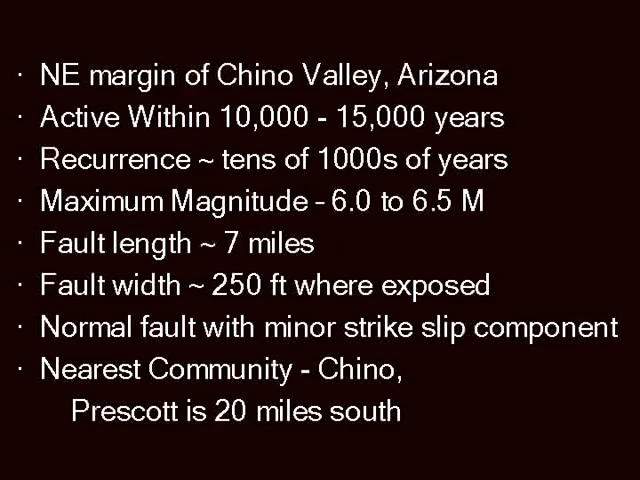 · NE margin of Chino Valley, Arizona
· Active Within 10,000 - 15,000 years
· Recurrence ~ tens of 1000s of years
· Maximum Magnitude - 6.0 to 6.5 M
· Fault length ~ 7 miles
· Fault width ~ 250 ft where exposed
· Normal fault with minor strike slip component
· Nearest Community - Chino,
Prescott is 20 miles south